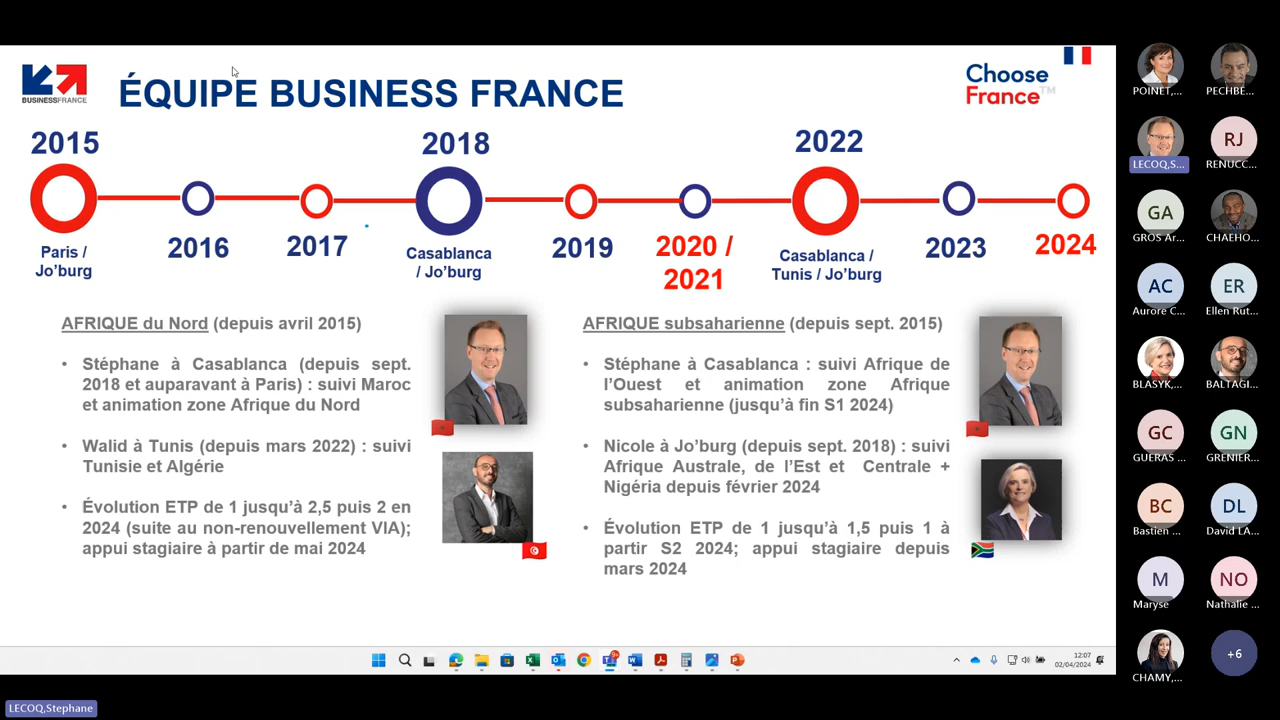 BUSINESSFRANCE
ÉQUIPE BUSINESS FRANCE
Choose
France™
2015
2018
2022
Paris /
Jo'burg
2016
2017
Casablanca
/ Jo'burg
2019
2020 /
2021
Casablanca /
Tunis / Jo'burg
2023
2024
AFRIQUE du Nord (depuis avril 2015)
• Stéphane à Casablanca (depuis sept.
2018 et auparavant à Paris) : suivi Maroc
et animation zone Afrique du Nord
• Walid à Tunis (depuis mars 2022) : suivi
Tunisie et Algérie
• Évolution ETP de 1 jusqu'à 2,5 puis 2 en
2024 (suite au non-renouvellement VIA);
appui stagiaire à partir de mai 2024
AFRIQUE subsaharienne (depuis sept. 2015)
• Stéphane à Casablanca : suivi Afrique de
l'Ouest et animation zone Afrique
subsaharienne (jusqu'à fin S1 2024)
• Nicole à Jo'burg (depuis sept. 2018) : suivi
Afrique Australe, de l'Est et Centrale +
Nigéria depuis février 2024
• Évolution ETP de 1 jusqu'à 1,5 puis 1 à
partir S2 2024; appui stagiaire depuis
mars 2024
9+
12:07
02/04/2024
POINET,...
PECHBE...
LECOQ,S...
RJ
RENUCC...
GA
GROS Ar...
CHAEHO...
AC
Aurore C...
ER
Ellen Rut...
BLASYK,...
BALTAGI...
GC
GUERAS ...
GN
GRENIER...
BC
Bastien ...
DL
David LA...
M
Maryse
NO
Nathalie ...
CHAMY,...
+6
LECOQ,Stephane